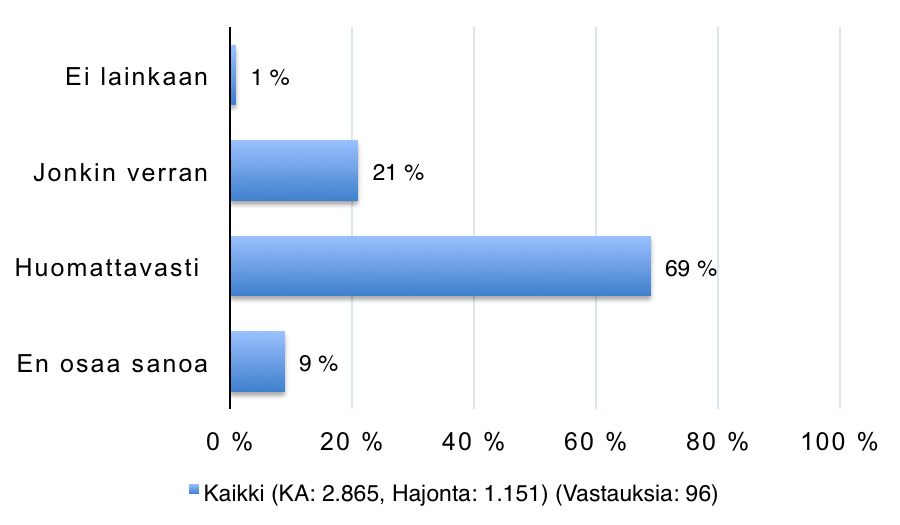 Ei lainkaan 1 %
Jonkin verran 21 %
Huomattavasti 69 %
En osaa sanoa 9 %
0 % 20 % 40 % 60 % 80 % 100 %
Kaikki (KA: 2.865, Hajonta: 1.151) (Vastauksia: 96)